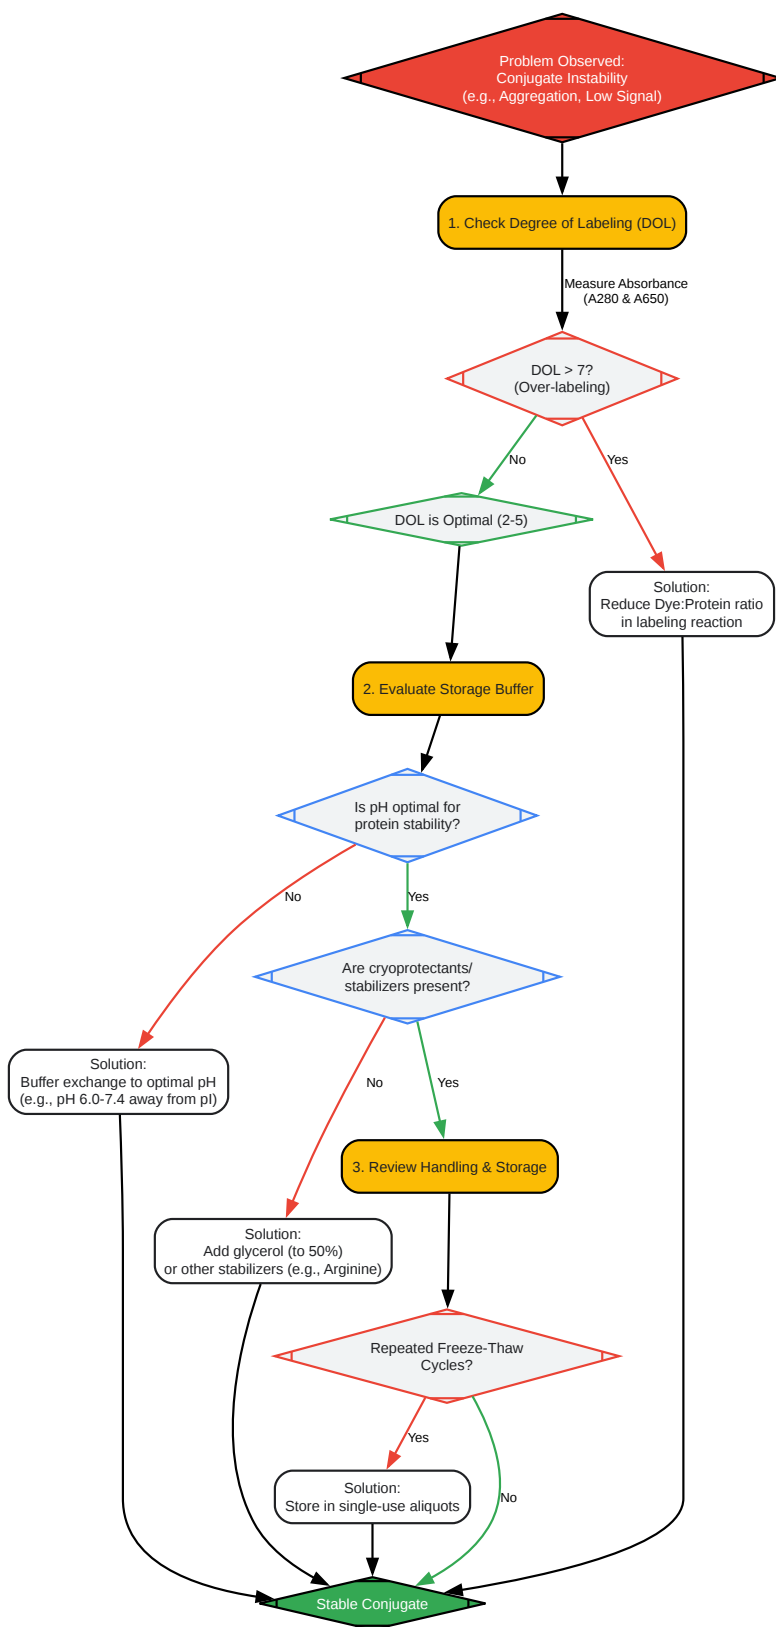 Problem Observed:
Conjugate Instability
(e.g., Aggregation, Low Signal)
1. Check Degree of Labeling (DOL)
Measure Absorbance
(A280 & A650)
DOL > 7?
(Over-labeling)
No
Yes
DOL is Optimal (2-5)
Solution:
Reduce Dye:Protein ratio
in labeling reaction
2. Evaluate Storage Buffer
Is pH optimal for
protein stability?
No
Yes
Are cryoprotectants/
stabilizers present?
Solution:
Buffer exchange to optimal pH
(e.g., pH 6.0-7.4 away from pI)
No
Yes
3. Review Handling & Storage
Solution:
Add glycerol (to 50%)
or other stabilizers (e.g., Arginine)
Repeated Freeze-Thaw
Cycles?
Yes
No
Solution:
Store in single-use aliquots
Stable Conjugate